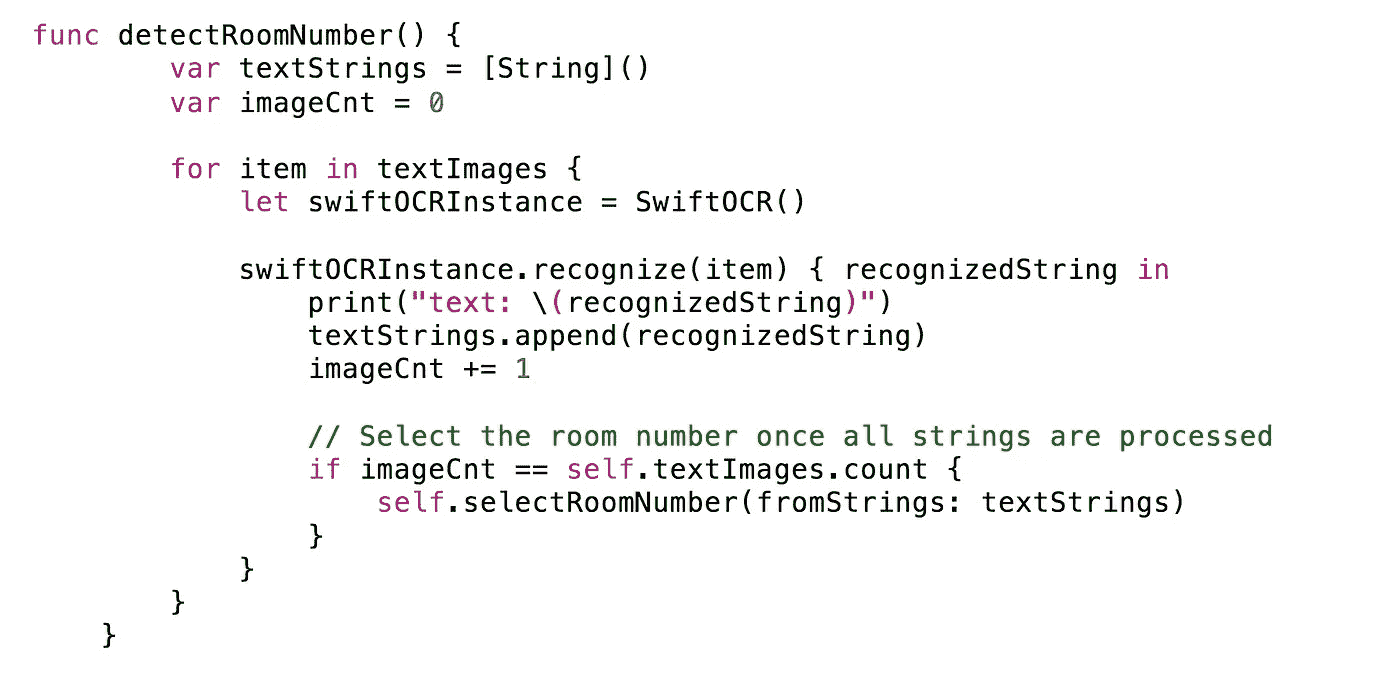 func detectRoomNumber() {
var textStrings = [String]()
var imageCnt = 0
for item in textImages {
let swiftOCRInstance = SwiftOCR()
swiftOCRInstance.recognize(item) { recognizedString in
print("text: \(recognizedString)")
textStrings.append(recognizedString)
imageCnt += 1
// Select the room number once all strings are processed
if imageCnt == self.textImages.count {
self.selectRoomNumber(fromStrings: textStrings)
}
}
}
}